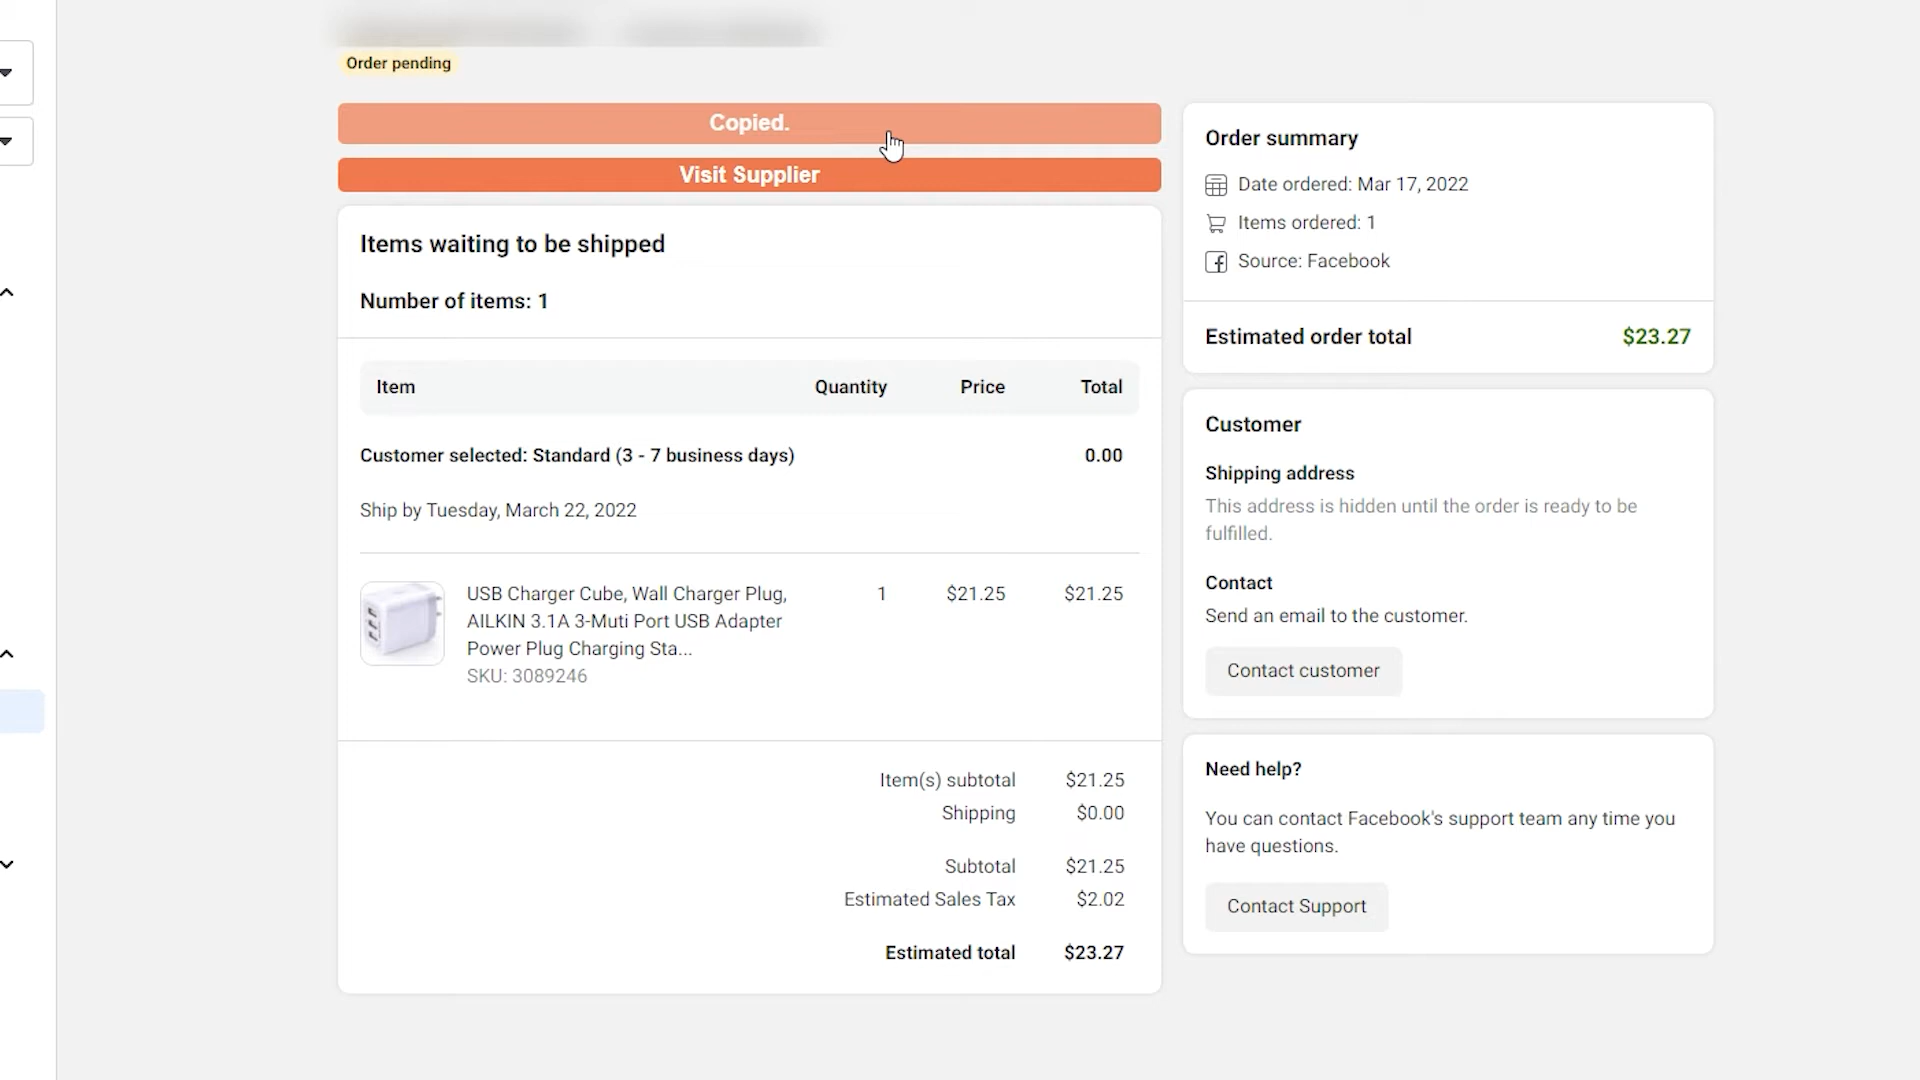 Order pending
Copied.
Visit Supplier
Items waiting to be shipped
Number of items: 1
Item Quantity Price Total
Customer selected: Standard (3 - 7 business days) 0.00
Ship by Tuesday, March 22, 2022
USB Charger Cube, Wall Charger Plug, 1 $21.25 $21.25
AILKIN 3.1A 3-Muti Port USB Adapter
Power Plug Charging Sta...
SKU: 3089246
Item(s) subtotal $21.25
Shipping $0.00
Subtotal $21.25
Estimated Sales Tax $2.02
Estimated total $23.27
Order summary
Date ordered: Mar 17, 2022
Items ordered: 1
Source: Facebook
Estimated order total $23.27
Customer
Shipping address
This address is hidden until the order is ready to be
fulfilled.
Contact
Send an email to the customer.
Contact customer
Need help?
You can contact Facebook's support team any time you
have questions.
Contact Support